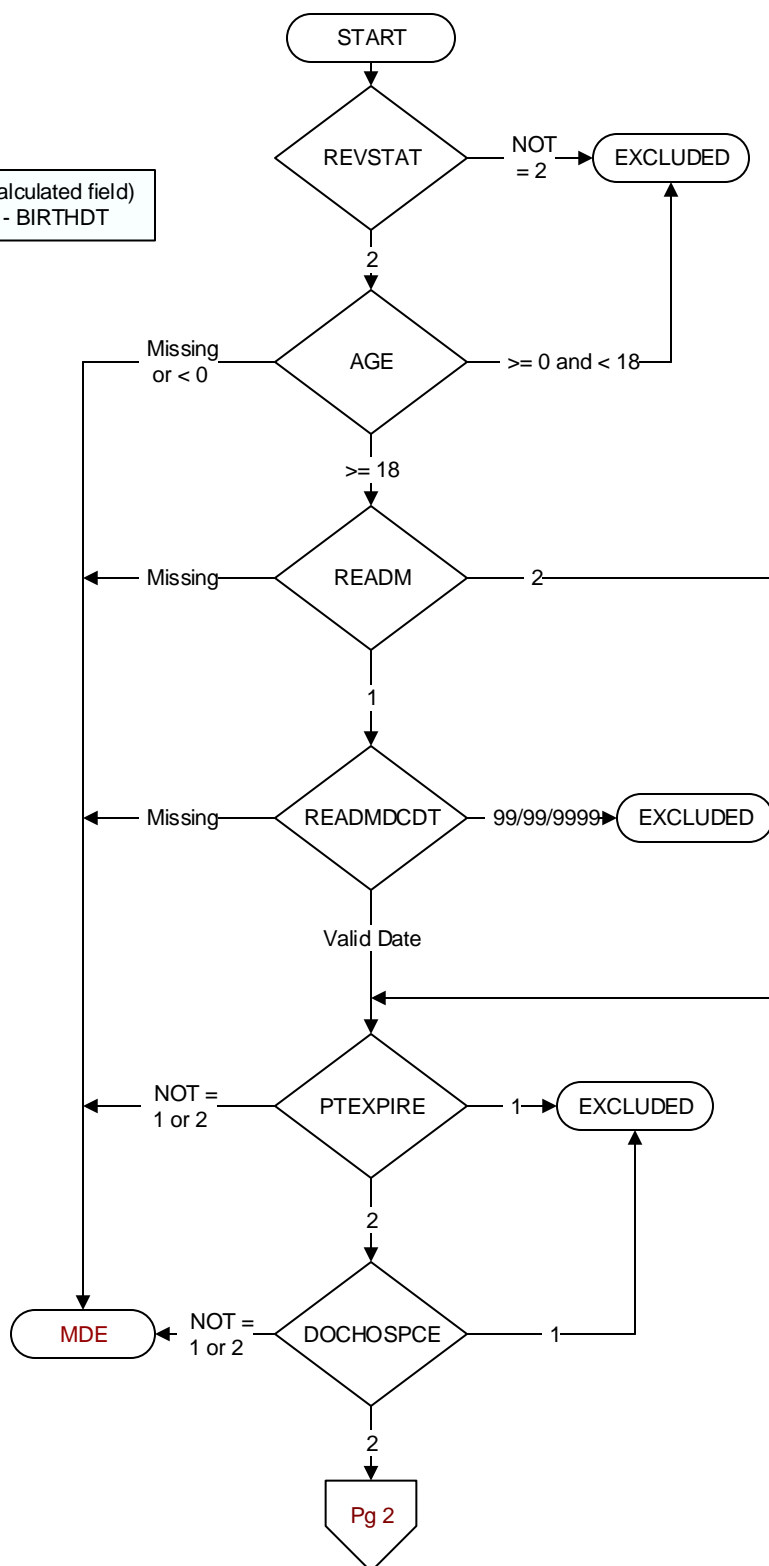 START
REVSTAT
NOT
= 2
EXCLUDED
alculated field)
- BIRTHDT
2
Missing
or < 0
AGE
>= 0 and < 18
>= 18
Missing
READM
2
1
Missing
READMDCDT
99/99/9999
EXCLUDED
Valid Date
NOT =
1 or 2
PTEXPIRE
1
EXCLUDED
2
MDE
NOT =
1 or 2
DOCHOSPCE
1
2
Pg 2